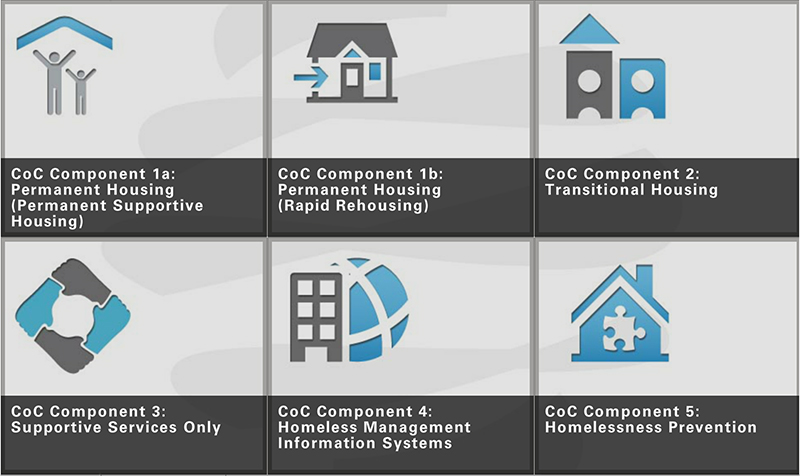 CoC Component 1a:
Permanent Housing
(Permanent Supportive
Housing)
CoC Component 1b:
Permanent Housing
(Rapid Rehousing)
CoC Component 2:
Transitional Housing
CoC Component 3:
Supportive Services Only
CoC Component 4:
Homeless Management
Information Systems
CoC Component 5:
Homelessness Prevention